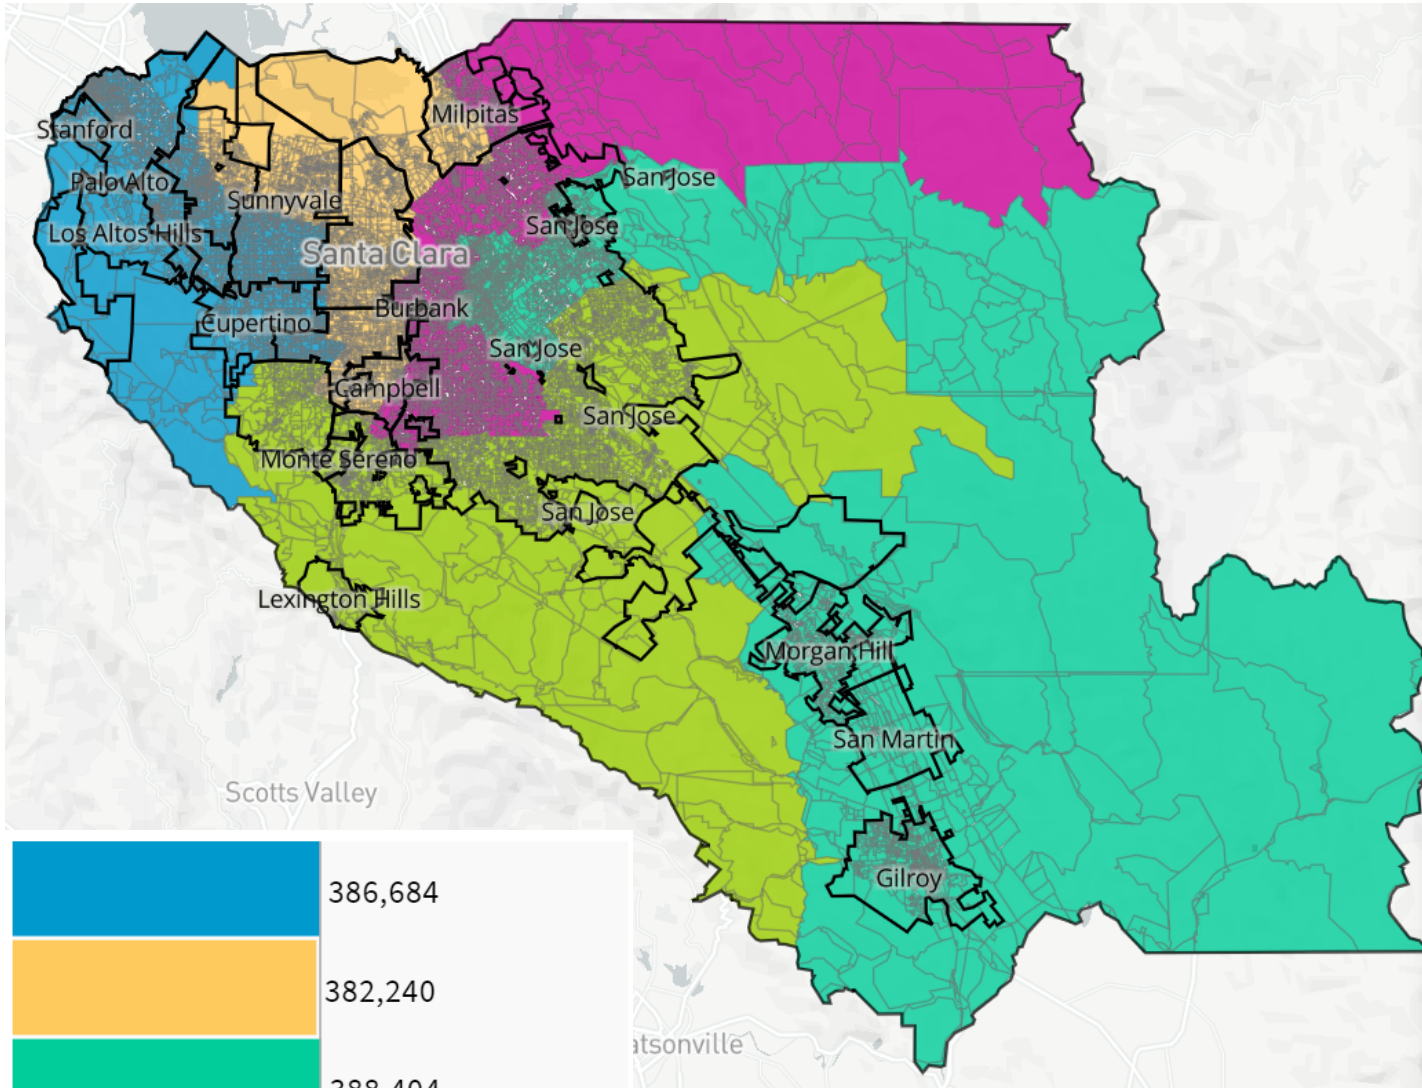 Milpitas
Stanford
San Jose
Palo Alto
Sunnyvale
San Jose
Los Altos Hills
Santa Clara
Burbank
Cupertino
San Jose
Campbell
San Jose
Monte Sereno
San Jose
Lexington Hills
Morgan Hill
San Martin
Scotts Valley
Gilroy
386,684
382,240
atsonville
388,404